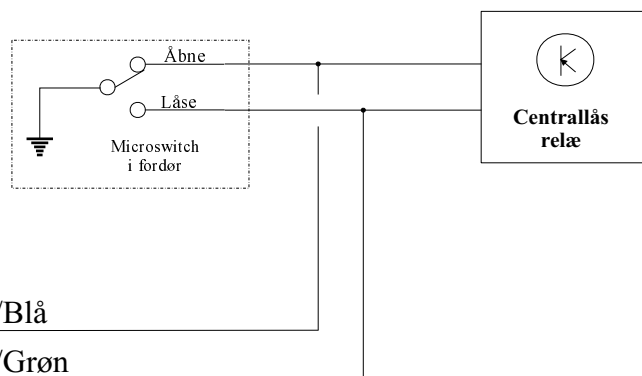 Åbne
Låse
Microswitch
i fordør
Centrallås
relæ
/Blå
/Grøn